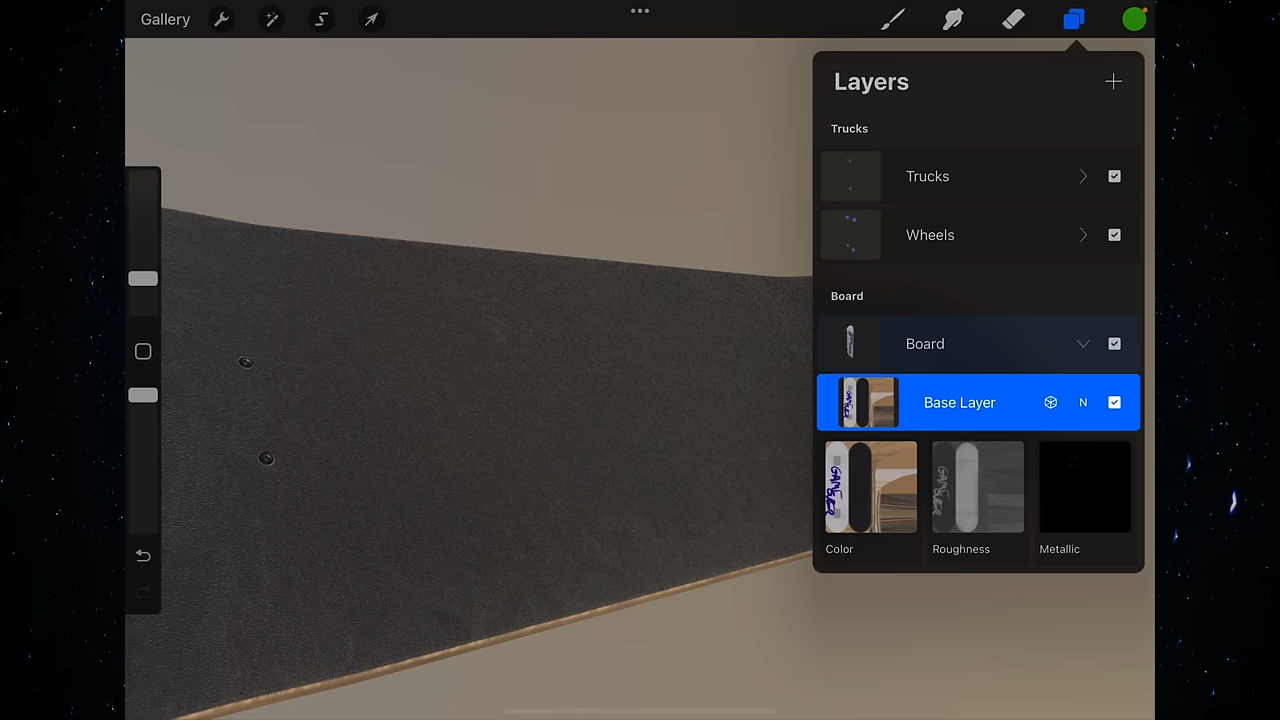 Gallery
Layers
Trucks
Trucks
Wheels
Board
Board
Base Layer N
Color
Roughness
Metallic